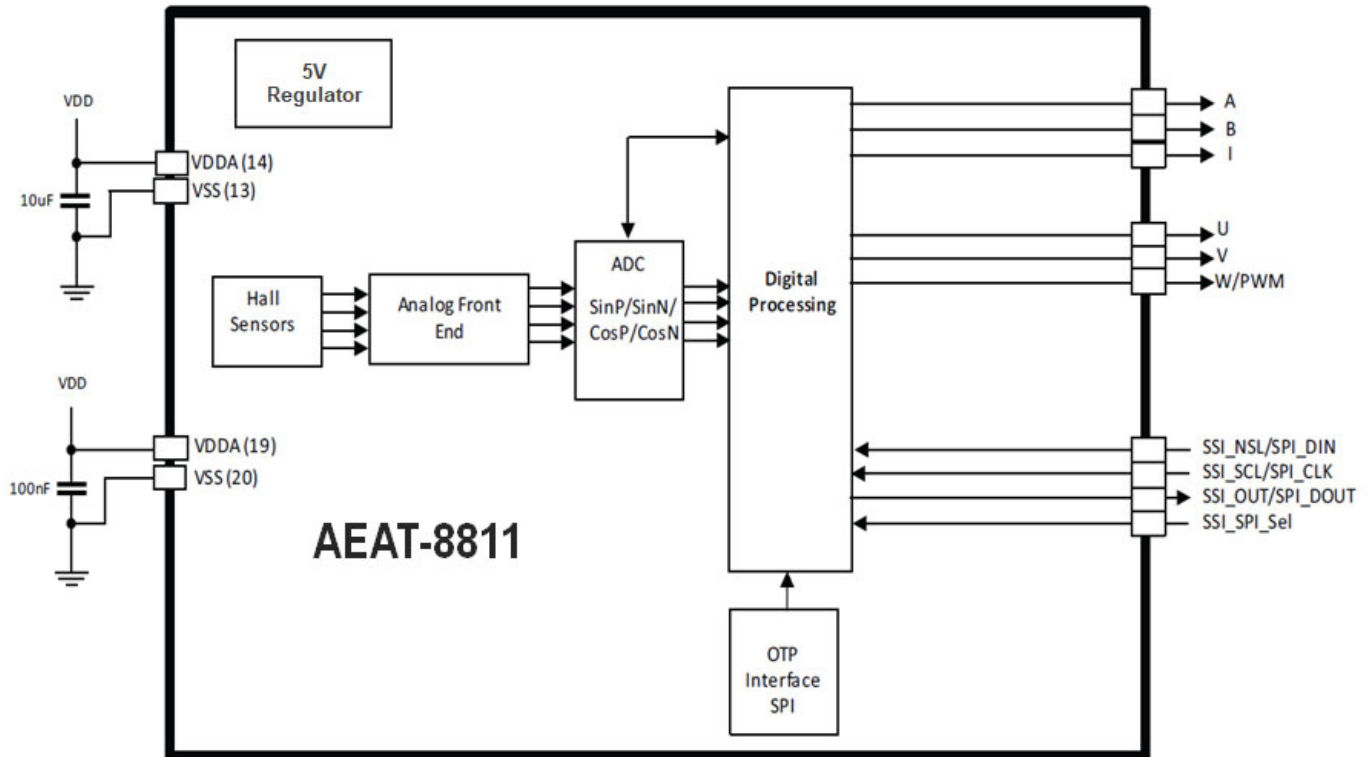 5V
Regulator
VDD
VDDA (14)
VSS (13)
10uF
Hall
Sensors
Analog Front
End
ADC
SinP/SinN/
CosP/CosN
Digital
Processing
A
B
I
U
V
W/PWM
VDD
VDDA (19)
VSS (20)
100nF
SSI_NSL/SPI_DIN
SSI_SCL/SPI_CLK
SSI_OUT/SPI_DOUT
SSI_SPI_Sel
AEAT-8811
OTP
Interface
SPI